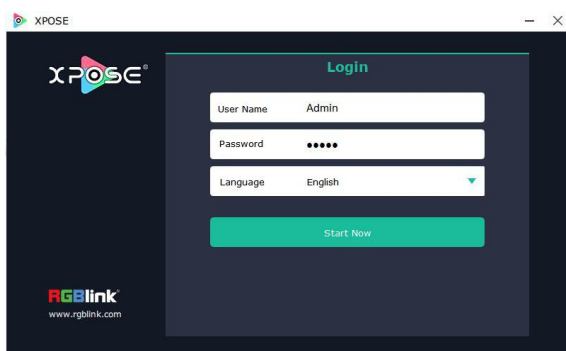 XPOSE
XPOSE®
Login
User Name Admin
Password •••••
Language English
Start Now
RGBlink®
www.rgblink.com